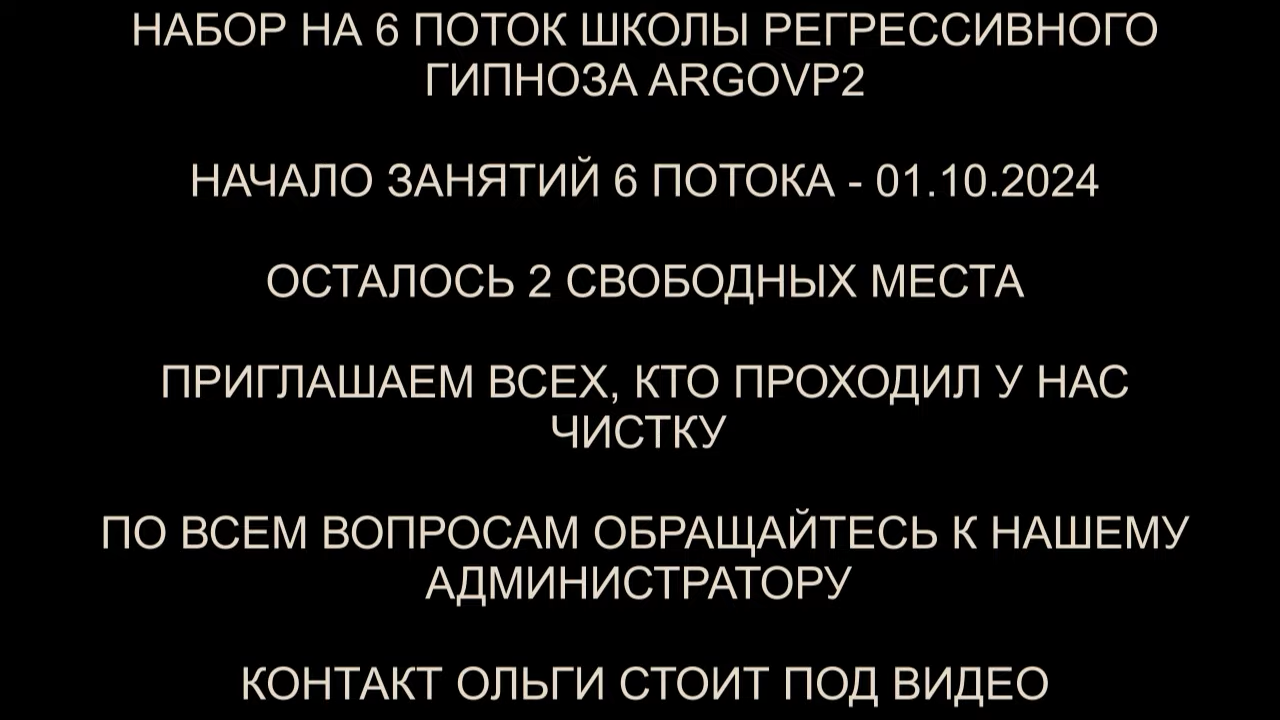 НАБОР НА 6 ПОТОК ШКОЛЫ РЕГРЕССИВНОГО
ГИПНОЗА ARGOVP2
НАЧАЛО ЗАНЯТИЙ 6 ПОТОКА - 01.10.2024
ОСТАЛОСЬ 2 СВОБОДНЫХ МЕСТА
ПРИГЛАШАЕМ ВСЕХ, КТО ПРОХОДИЛ У НАС
ЧИСТКУ
ПО ВСЕМ ВОПРОСАМ ОБРАЩАЙТЕСЬ К НАШЕМУ
АДМИНИСТРАТОРУ
КОНТАКТ ОЛЬГИ СТОИТ ПОД ВИДЕО